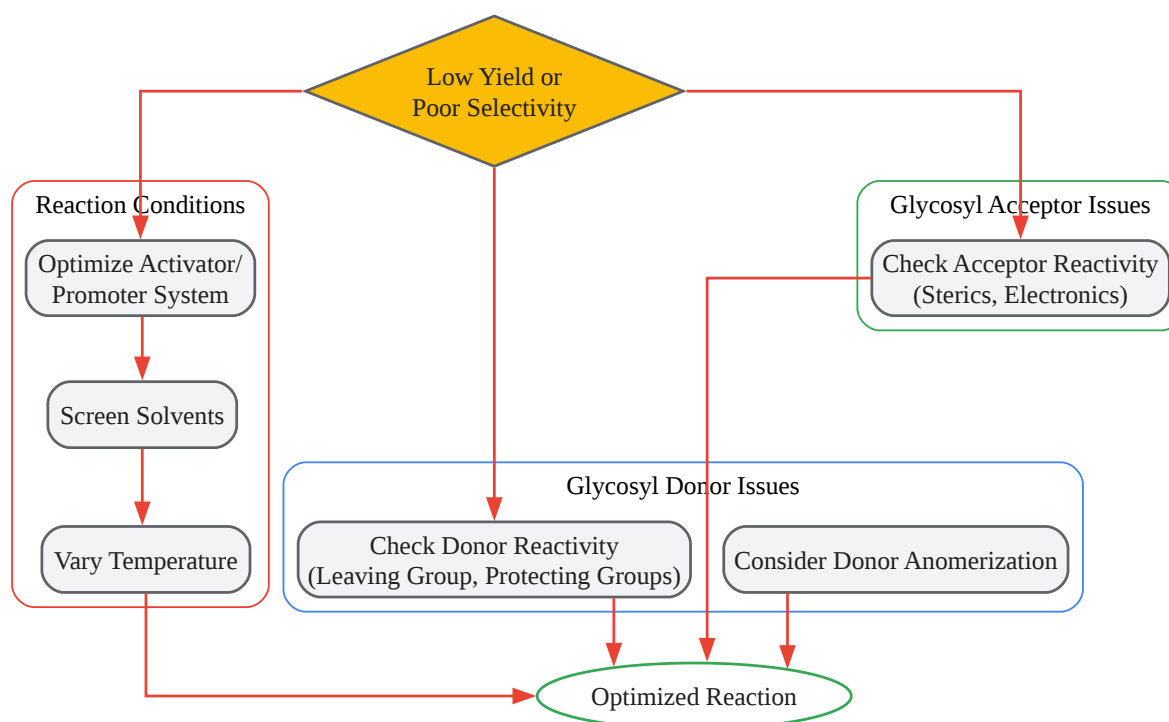 Low Yield or
Poor Selectivity
Reaction Conditions
Optimize Activator/
Promoter System
Screen Solvents
Vary Temperature
Glycosyl Acceptor Issues
Check Acceptor Reactivity
(Sterics, Electronics)
Glycosyl Donor Issues
Check Donor Reactivity
(Leaving Group, Protecting Groups)
Consider Donor Anomerization
Optimized Reaction